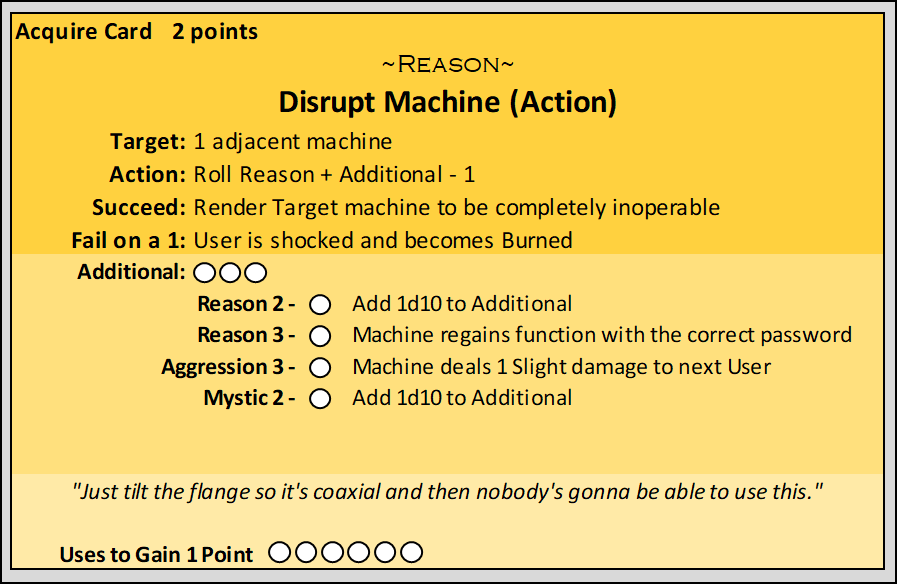 Acquire Card 2 points
~Reason~
Disrupt Machine (Action)
Target: 1 adjacent machine
Action: Roll Reason + Additional - 1
Succeed: Render Target machine to be completely inoperable
Fail on a 1: User is shocked and becomes Burned
Additional:
Reason 2 - Add 1d10 to Additional
Reason 3 - Machine regains function with the correct password
Aggression 3 - Machine deals 1 Slight damage to next User
Mystic 2 - Add 1d10 to Additional
"Just tilt the flange so it's coaxial and then nobody's gonna be able to use this."
Uses to Gain 1 Point